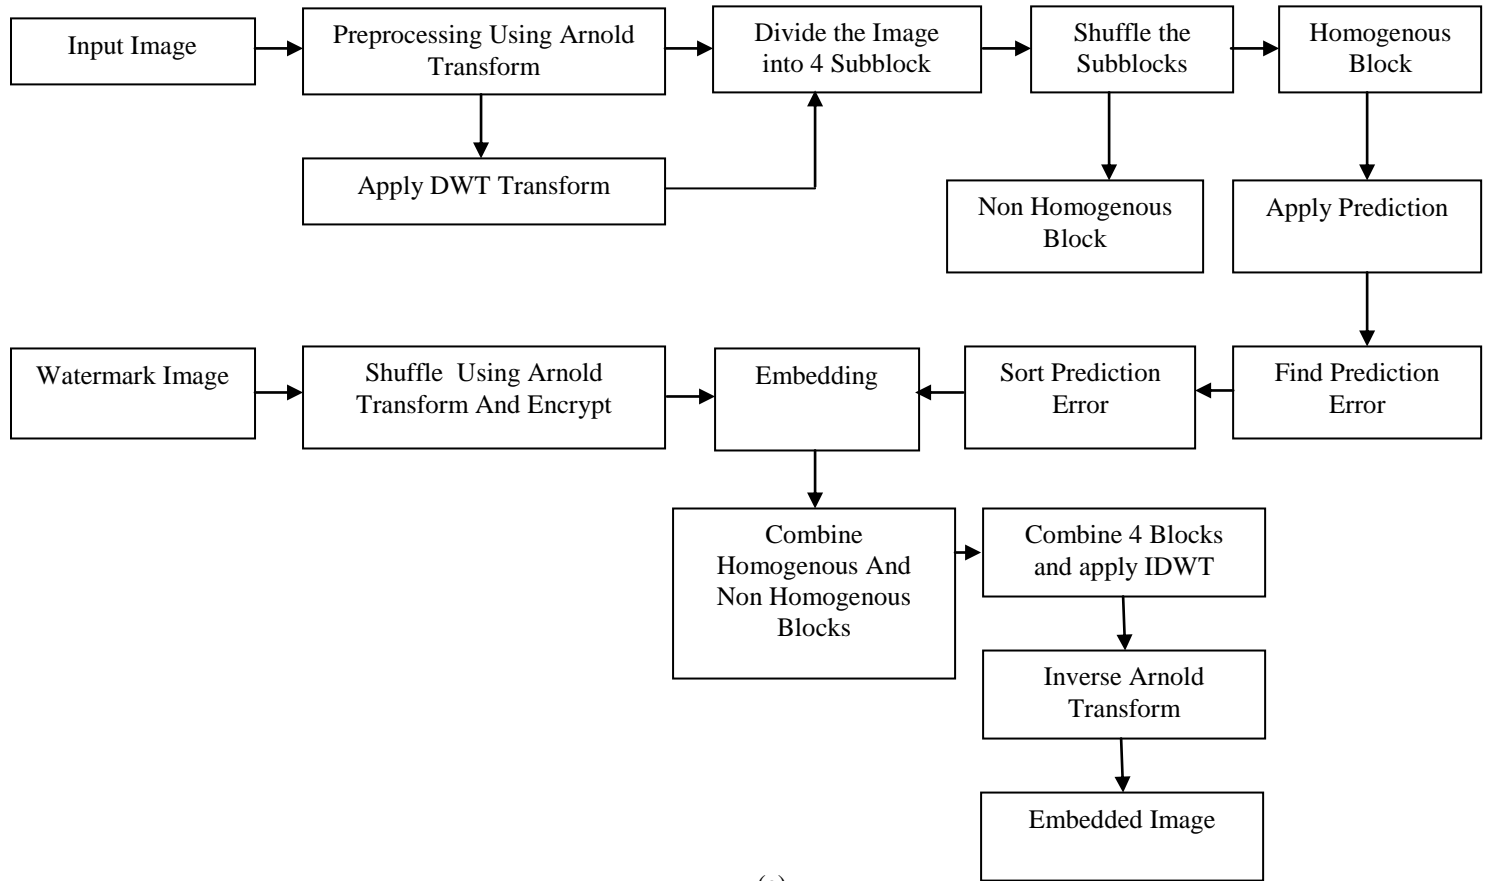 Input Image
Preprocessing Using Arnold
Transform
Divide the Image
into 4 Subblock
Shuffle the
Subblocks
Homogenous
Block
Apply DWT Transform
Non Homogenous
Block
Apply Prediction
Watermark Image
Shuffle Using Arnold
Transform And Encrypt
Embedding
Sort Prediction
Error
Find Prediction
Error
Combine
Homogenous And
Non Homogenous
Blocks
Combine 4 Blocks
and apply IDWT
Inverse Arnold
Transform
Embedded Image